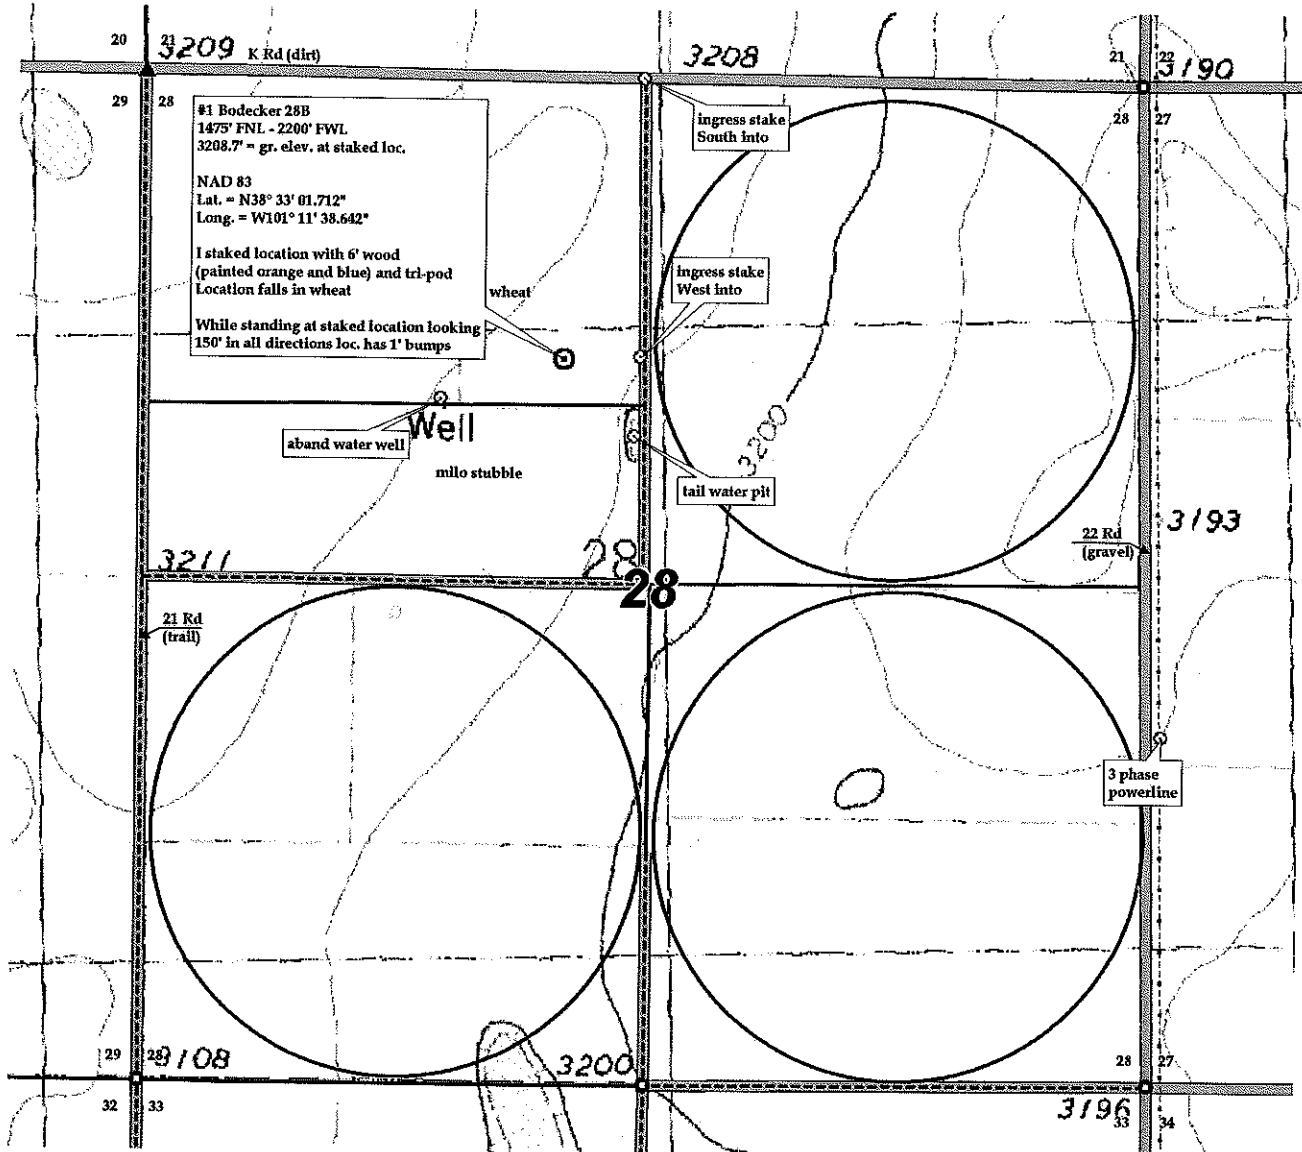 20 21
3209 K Rd (dirt)
3208
21 22
3190
29 28
28 27
#1 Bodecker 28B
1475' FNL - 2200' FWL
3208.7' = gr. elev. at staked loc.
NAD 83
Lat. = N38° 33' 01.712"
Long. = W101° 11' 38.642"
I staked location with 6' wood
(painted orange and blue) and tri-pod
Location falls in wheat
While standing at staked location looking
150' in all directions loc. has 1' bumps
ingress stake
South into
ingress stake
West into
wheat
aband water well
Well
milo stubble
3200
tail water pit
3193
22 Rd
(gravel)
3211
28
28
21 Rd
(trail)
3 phase
powerline
29 28
3108
3200
28 27
32 33
3196
33 34